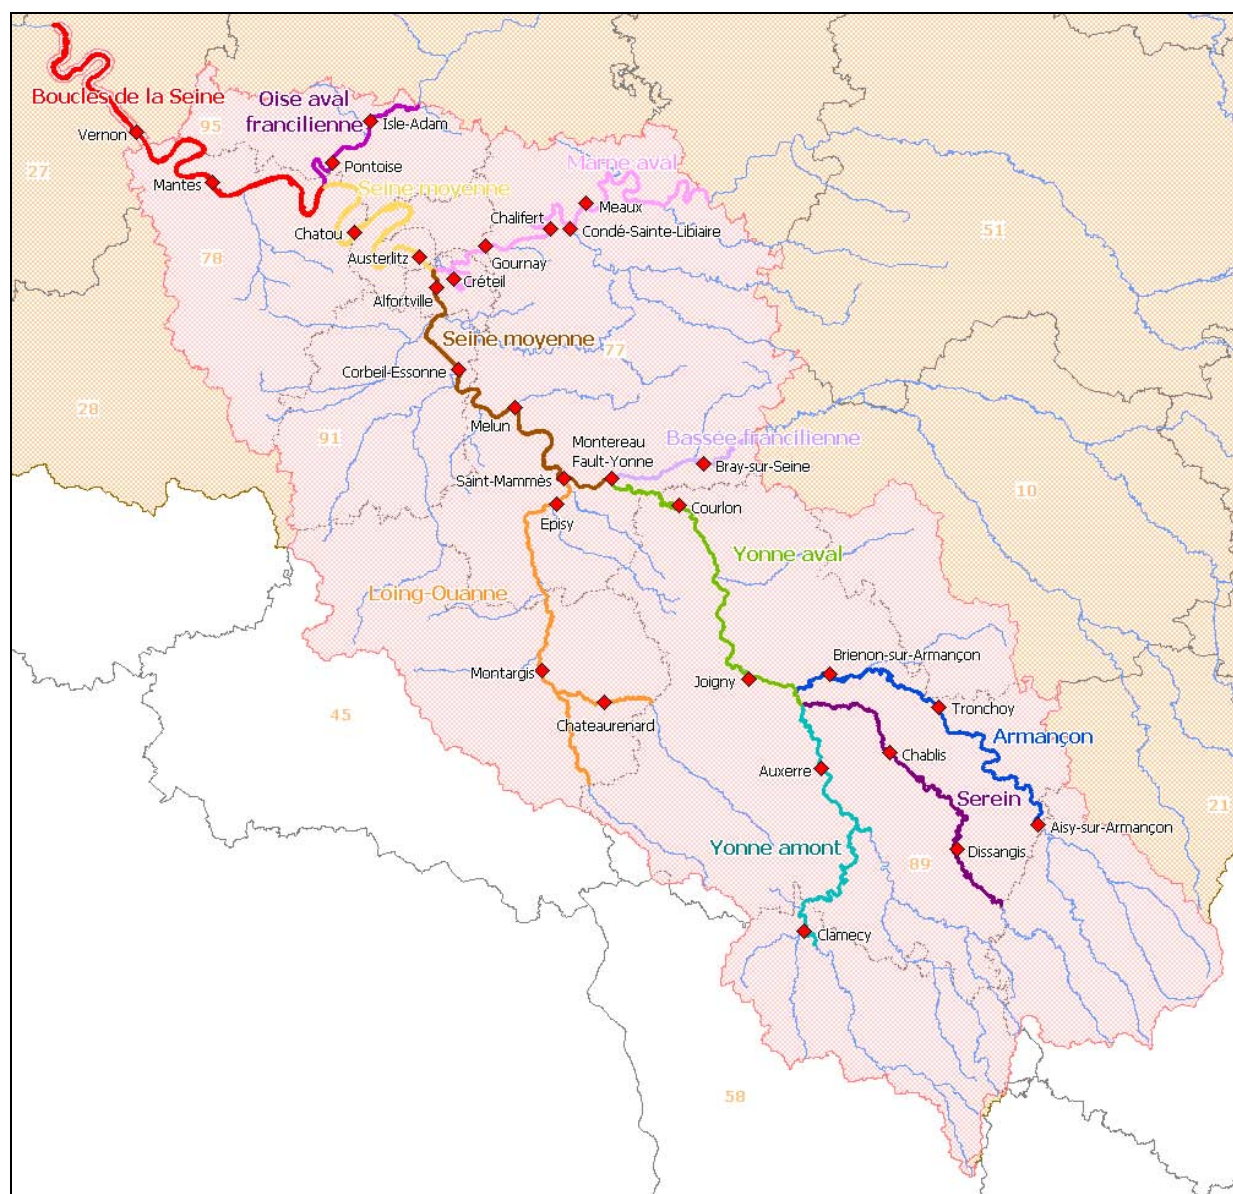 Boucles de la Seine
Oise aval
francilienne
95
Isle-Adam
Vernon
27
Pontoise
Marne aval
Mantes
Seine moyenne
Meaux
Chalifert
Condé-Sainte-Libiaire
51
Chatou
78
Austerlitz
Gournay
Créteil
Alfortville
Seine moyenne
77
Corbeil-Essonne
28
Melun
91
Montereau
Fault-Yonne
Bassée francilienne
Bray-sur-Seine
Saint-Mammès
10
Episy
Courlon
Yonne aval
Loing-Ouanne
Brienon-sur-Armançon
Montargis
Joigny
45
Chateaurenard
Tronchoy
Armançon
Chablis
Auxerre
Serein
21
Aisy-sur-Armançon
Yonne amont
Dissangis
89
Clamecy
58